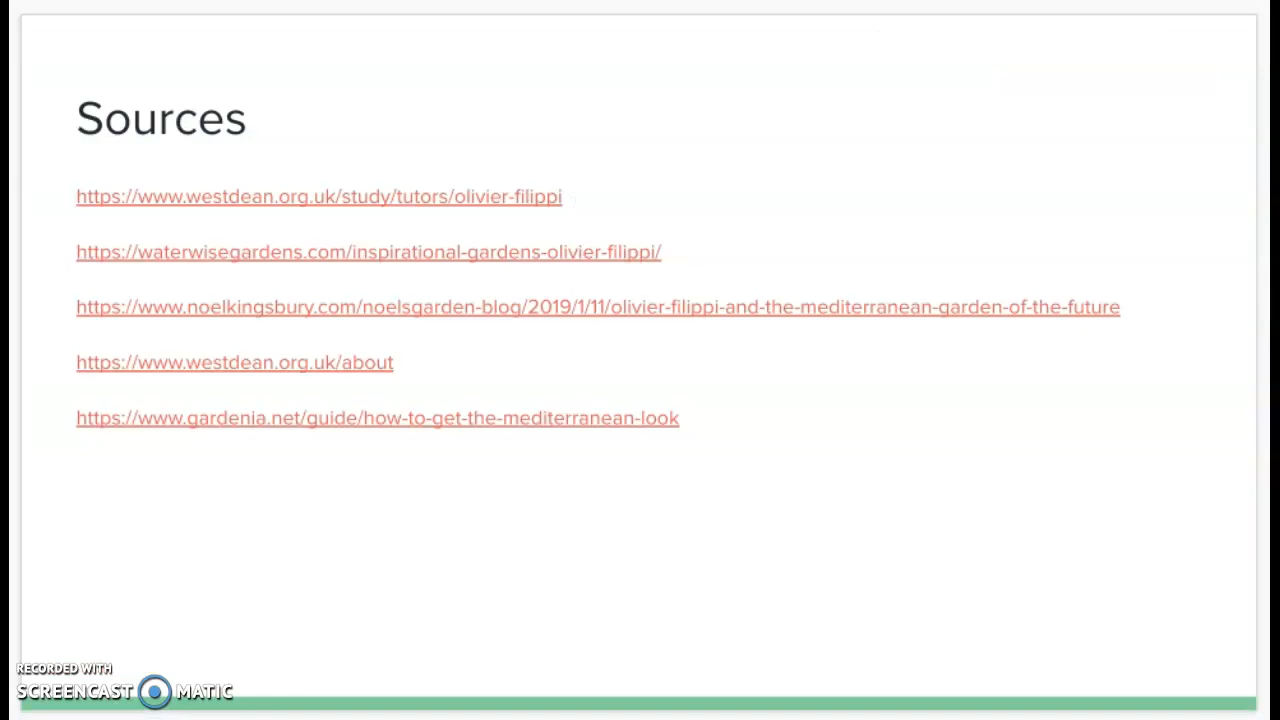 Sources
https://www.westdean.org.uk/study/tutors/olivier-filippi
https://waterwisegardens.com/inspirational-gardens-olivier-filippi/
https://www.noelkingsbury.com/noelsgarden-blog/2019/1/11/olivier-filippi-and-the-mediterranean-garden-of-the-future
https://www.westdean.org.uk/about
https://www.gardenia.net/guide/how-to-get-the-mediterranean-look
RECORDED WITH
SCREENCAST MATIC